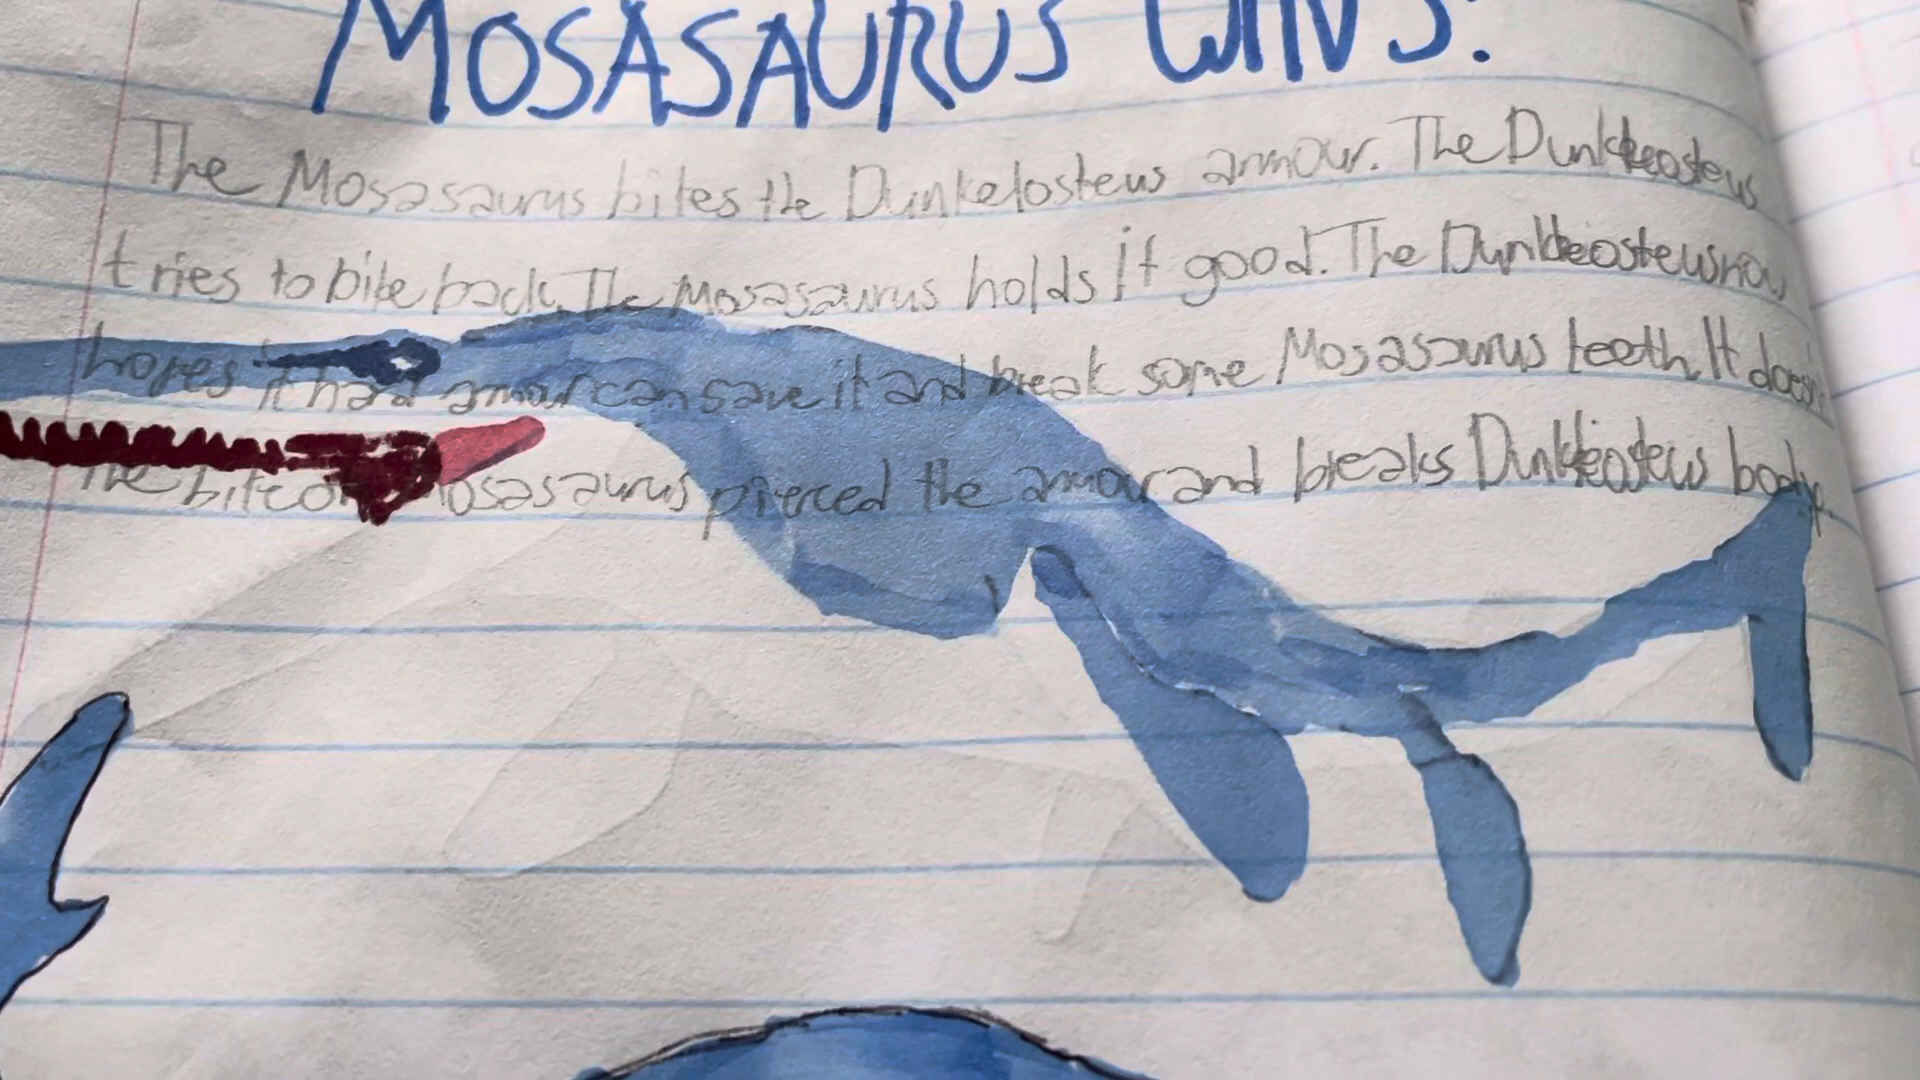 MOSASAURUS WINS!
The Mosasaurus bites the Dunkelosteus armour. The Dunkleosteus
tries to bite back. The Mosasaurus holds it good. The Dunkleosteus now
hopes it had amour can save it and break some Mosasaurus teeth. It doesn
The bite of Mosasaurus pierced the amour and breaks Dunkleosteus body.